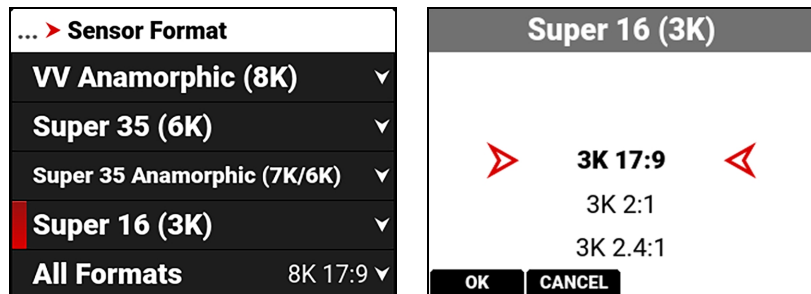 ... Sensor Format
VV Anamorphic (8K)
Super 35 (6K)
Super 35 Anamorphic (7K/6K)
Super 16 (3K)
All Formats 8K 17:9
Super 16 (3K)
3K 17:9
3K 2:1
3K 2.4:1
OK CANCEL